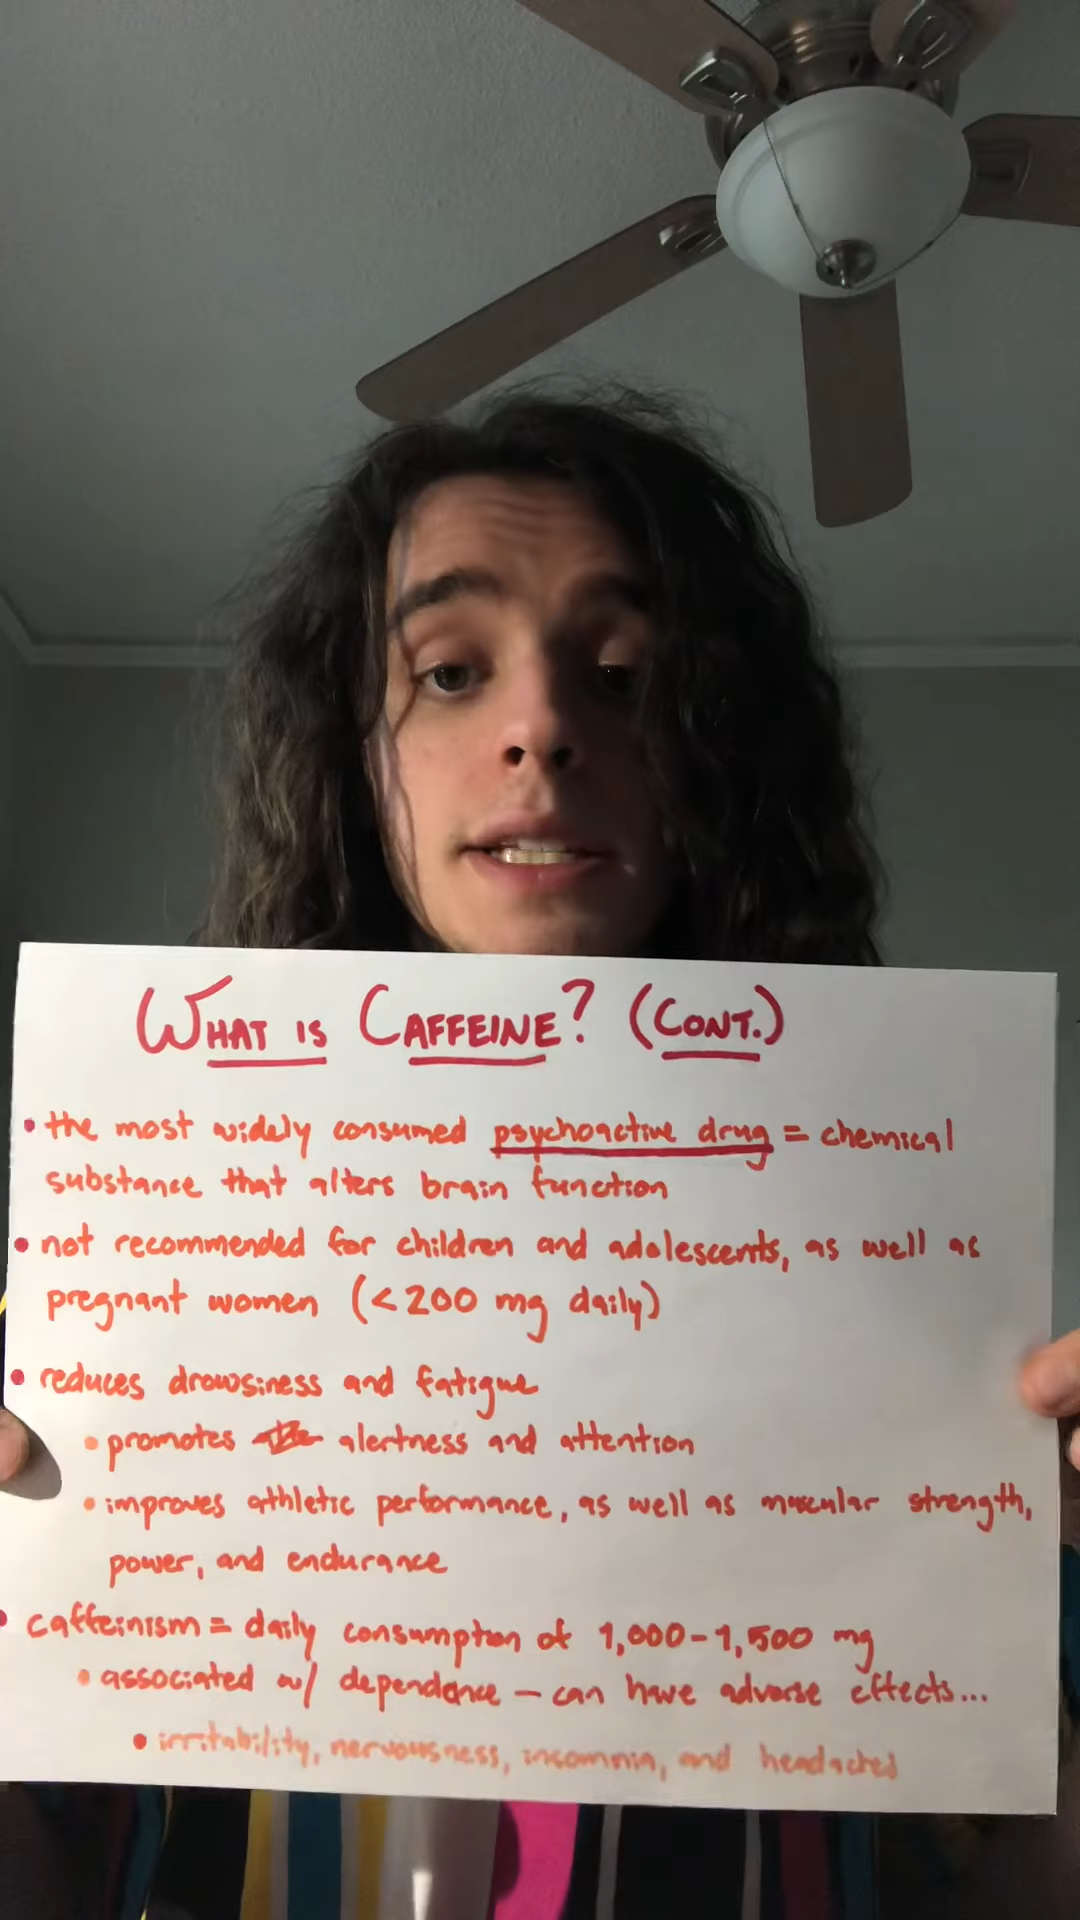 WHAT IS CAFFEINE? (CONT.)
• the most widely consumed psychoactive drug = chemical
substance that alters brain function
• not recommended for children and adolescents, as well as
pregnant women (<200 mg daily)
• reduces drowsiness and fatigue
• promotes alertness and attention
• improves athletic performance, as well as muscular strength,
power, and endurance
• caffeinism = daily consumption of 1,000-1,500 mg
• associated w/ dependence - can have adverse effects...
• irritability, nervousness, insomnia, and headaches